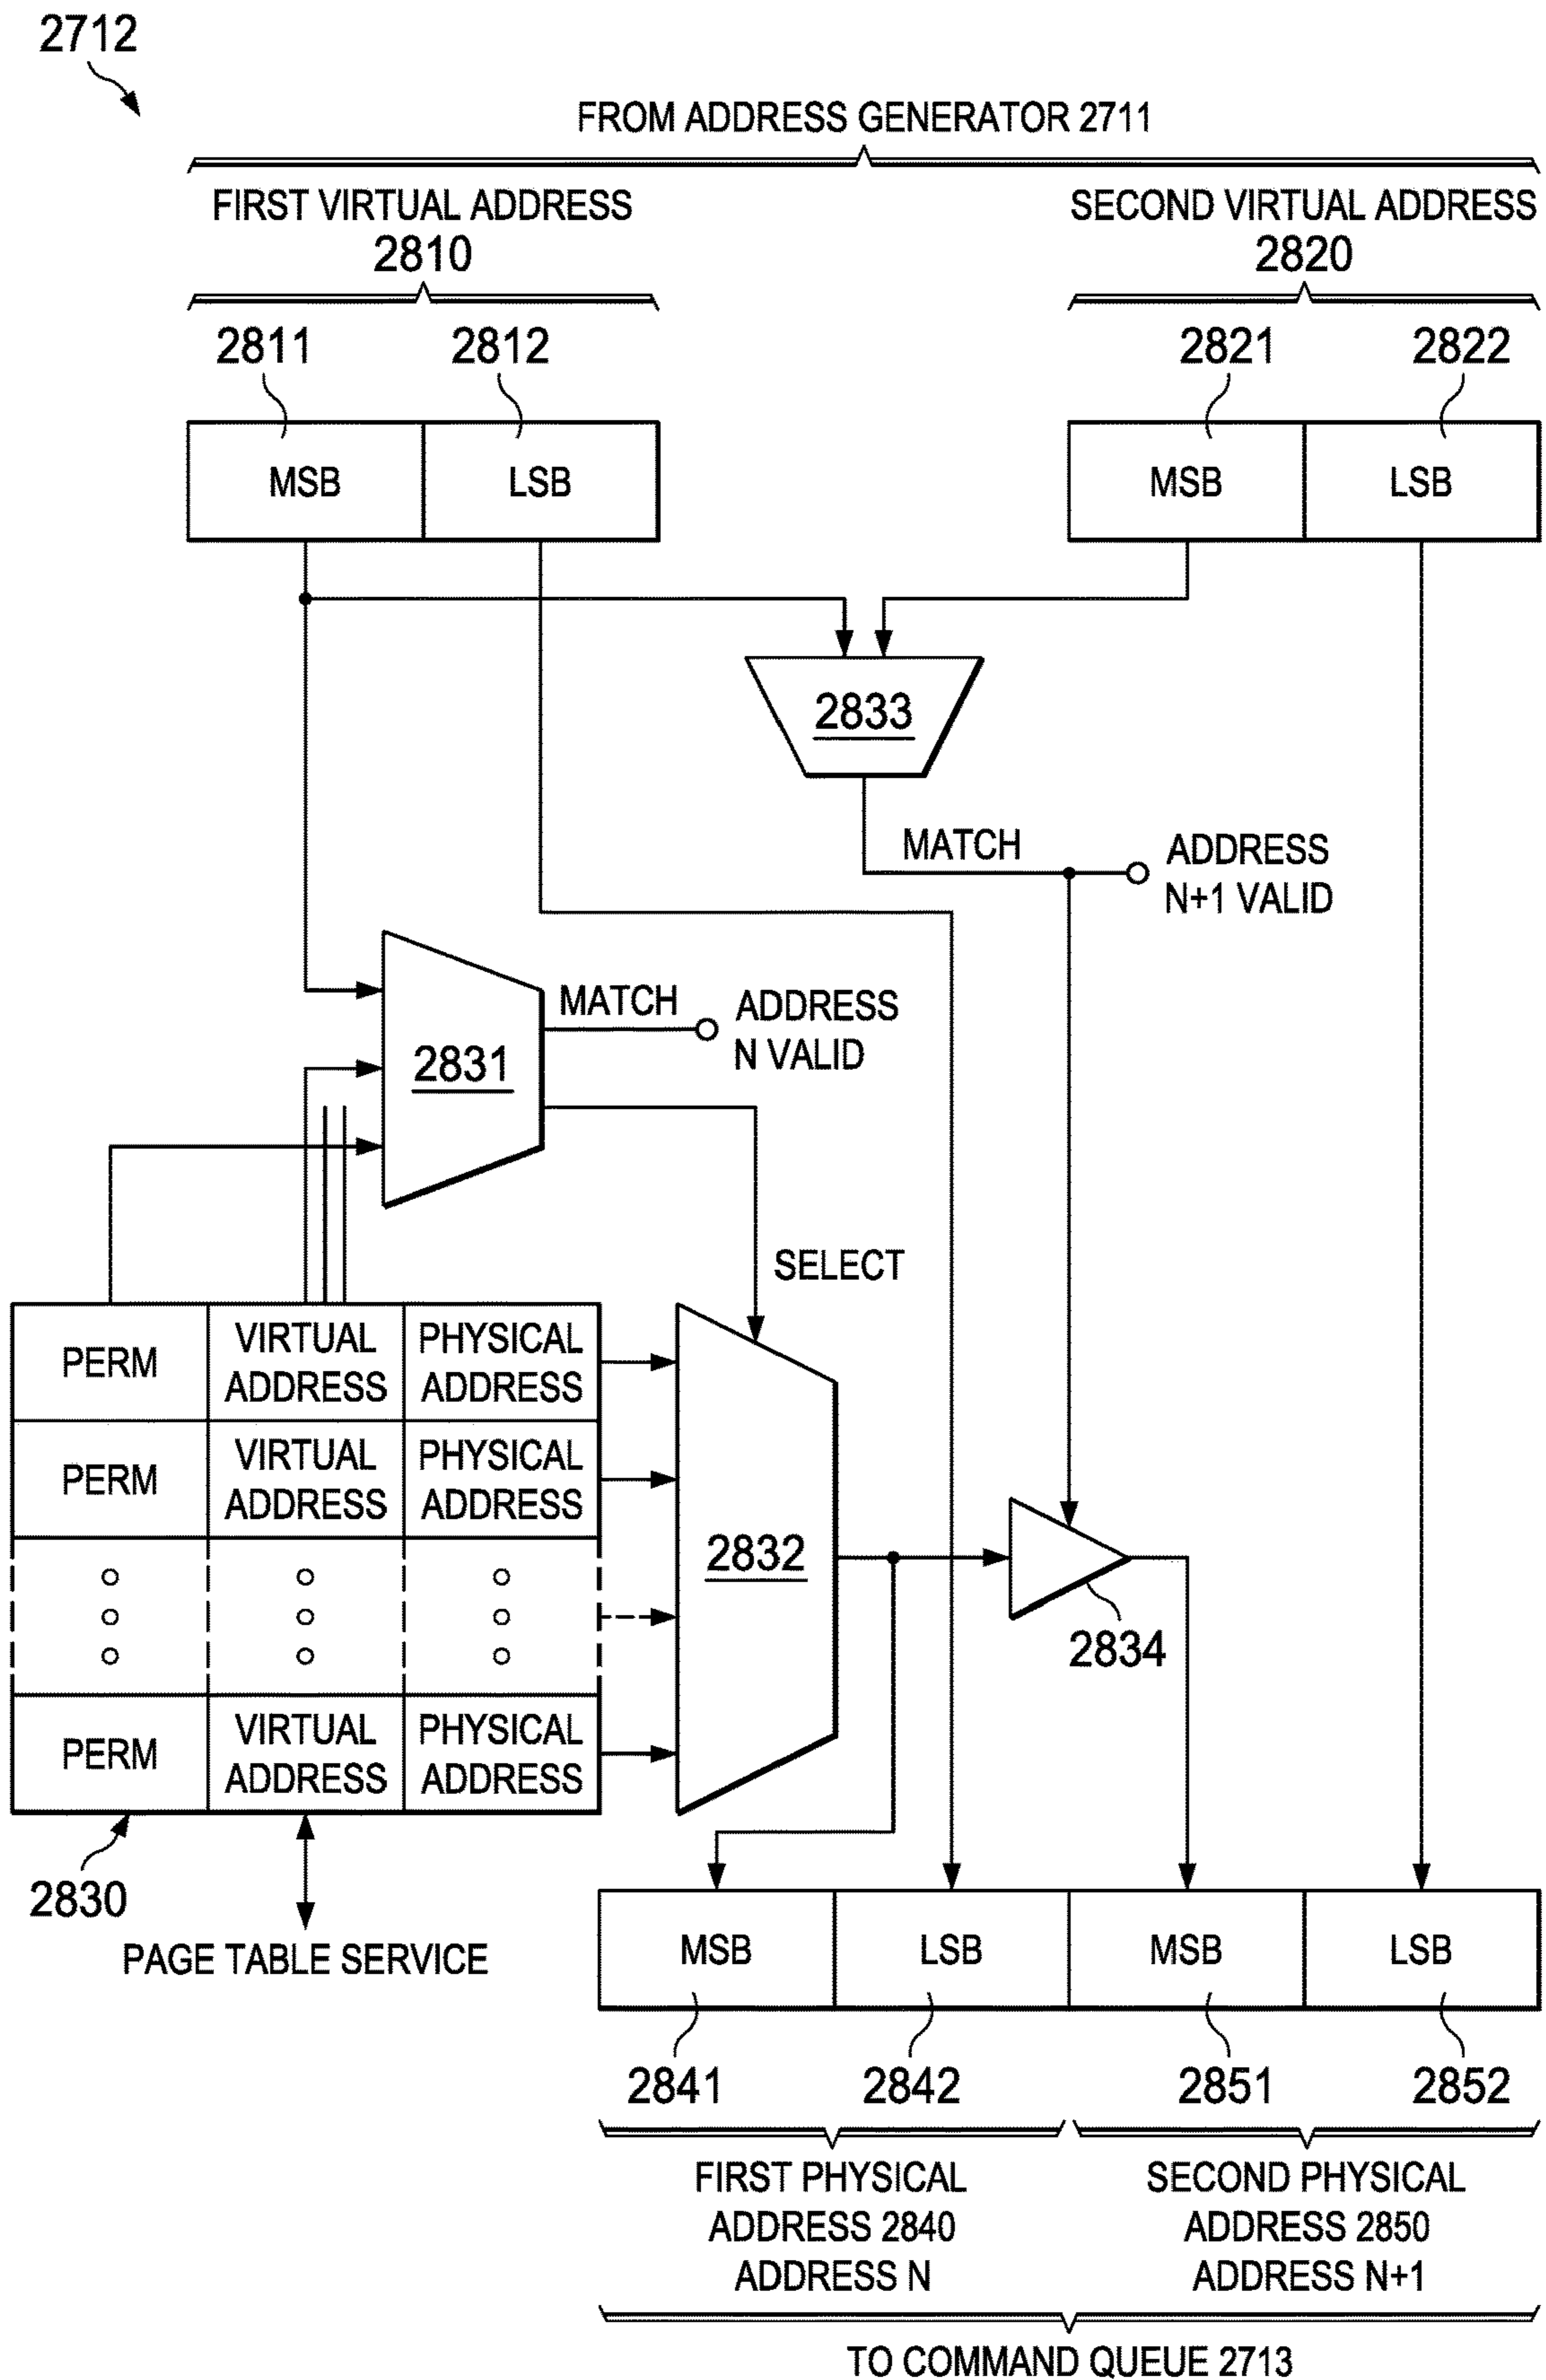 2712
FROM ADDRESS GENERATOR 2711
FIRST VIRTUAL ADDRESS
2810
SECOND VIRTUAL ADDRESS
2820
2811
2812
2821
2822
MSB
LSB
MSB
LSB
2833
MATCH
ADDRESS
N+1 VALID
MATCH
ADDRESS
N VALID
2831
SELECT
PERM
VIRTUAL
ADDRESS
PHYSICAL
ADDRESS
PERM
VIRTUAL
ADDRESS
PHYSICAL
ADDRESS
2832
2834
PERM
VIRTUAL
ADDRESS
PHYSICAL
ADDRESS
2830
PAGE TABLE SERVICE
MSB
LSB
MSB
LSB
2841
2842
2851
2852
FIRST PHYSICAL
ADDRESS 2840
ADDRESS N
SECOND PHYSICAL
ADDRESS 2850
ADDRESS N+1
TO COMMAND QUEUE 2713